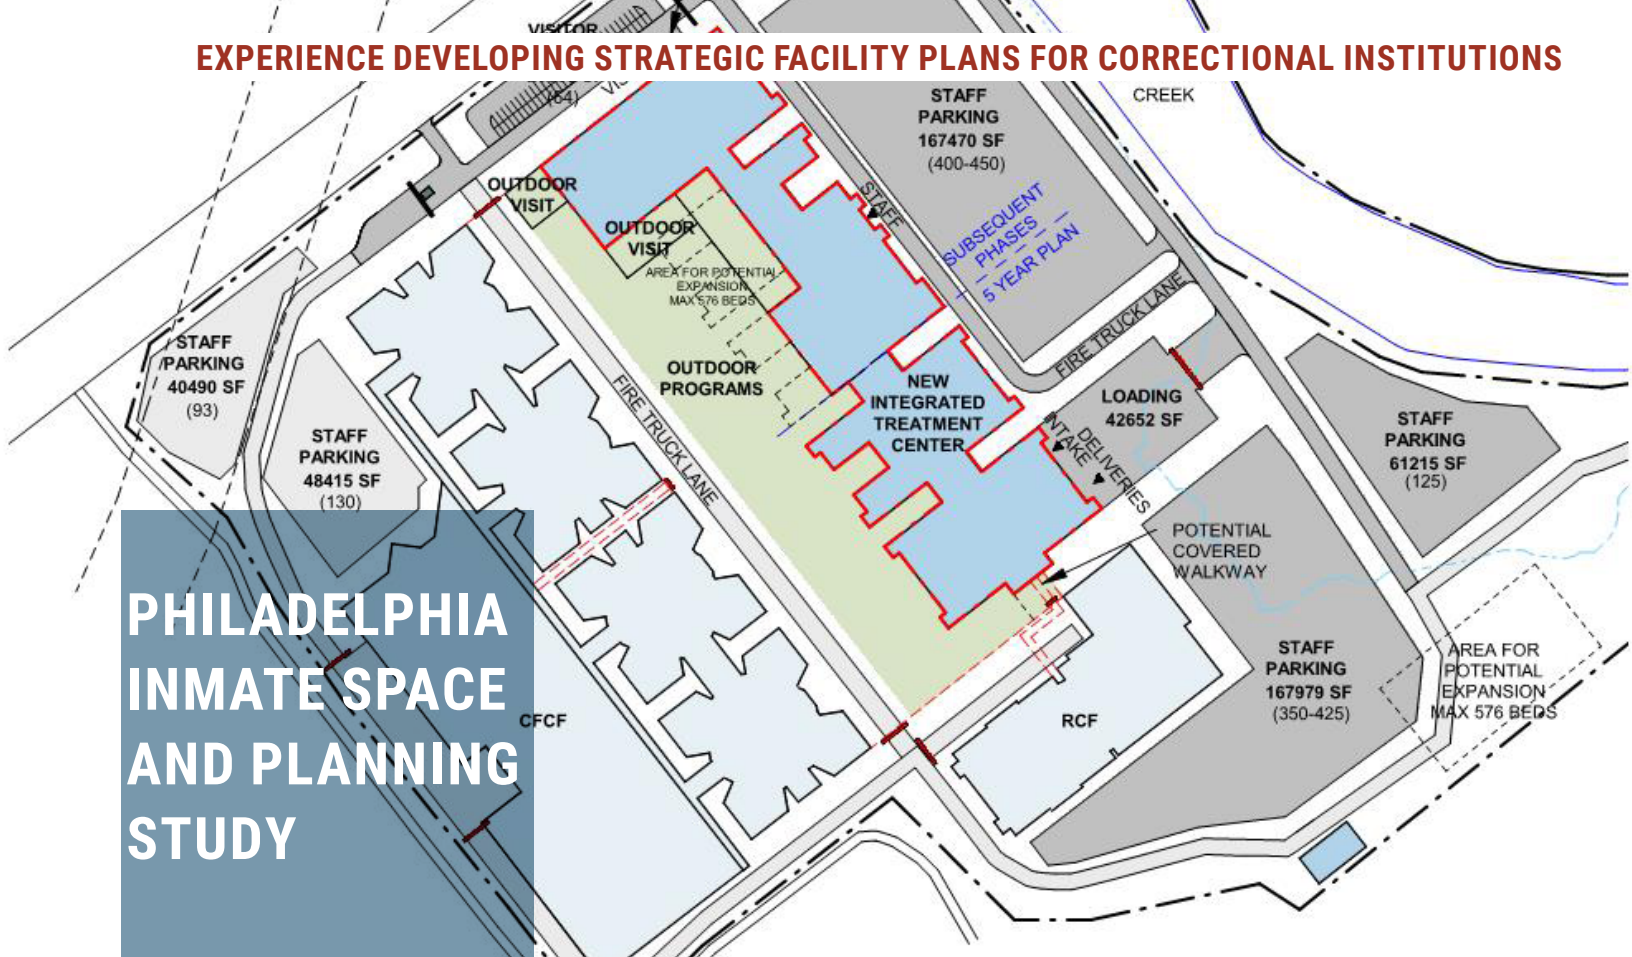 VISITOR
EXPERIENCE DEVELOPING STRATEGIC FACILITY PLANS FOR CORRECTIONAL INSTITUTIONS
(64)
STAFF
PARKING
167470 SF
(400-450)
CREEK
OUTDOOR
VISIT
OUTDOOR
VISIT
AREA FOR POTENTIAL
EXPANSION
MAX 576 BEDS
STAFF
SUBSEQUENT
PHASES
5 YEAR PLAN
FIRE TRUCK LANE
STAFF
PARKING
40490 SF
(93)
OUTDOOR
PROGRAMS
NEW
INTEGRATED
TREATMENT
CENTER
LOADING
42652 SF
STAFF
PARKING
61215 SF
(125)
STAFF
PARKING
48415 SF
(130)
FIRE TRUCK LANE
INTAKE
DELIVERIES
POTENTIAL
COVERED
WALKWAY
PHILADELPHIA
INMATE SPACE
AND PLANNING
STUDY
CFCF
RCF
STAFF
PARKING
167979 SF
(350-425)
AREA FOR
POTENTIAL
EXPANSION
MAX 576 BEDS